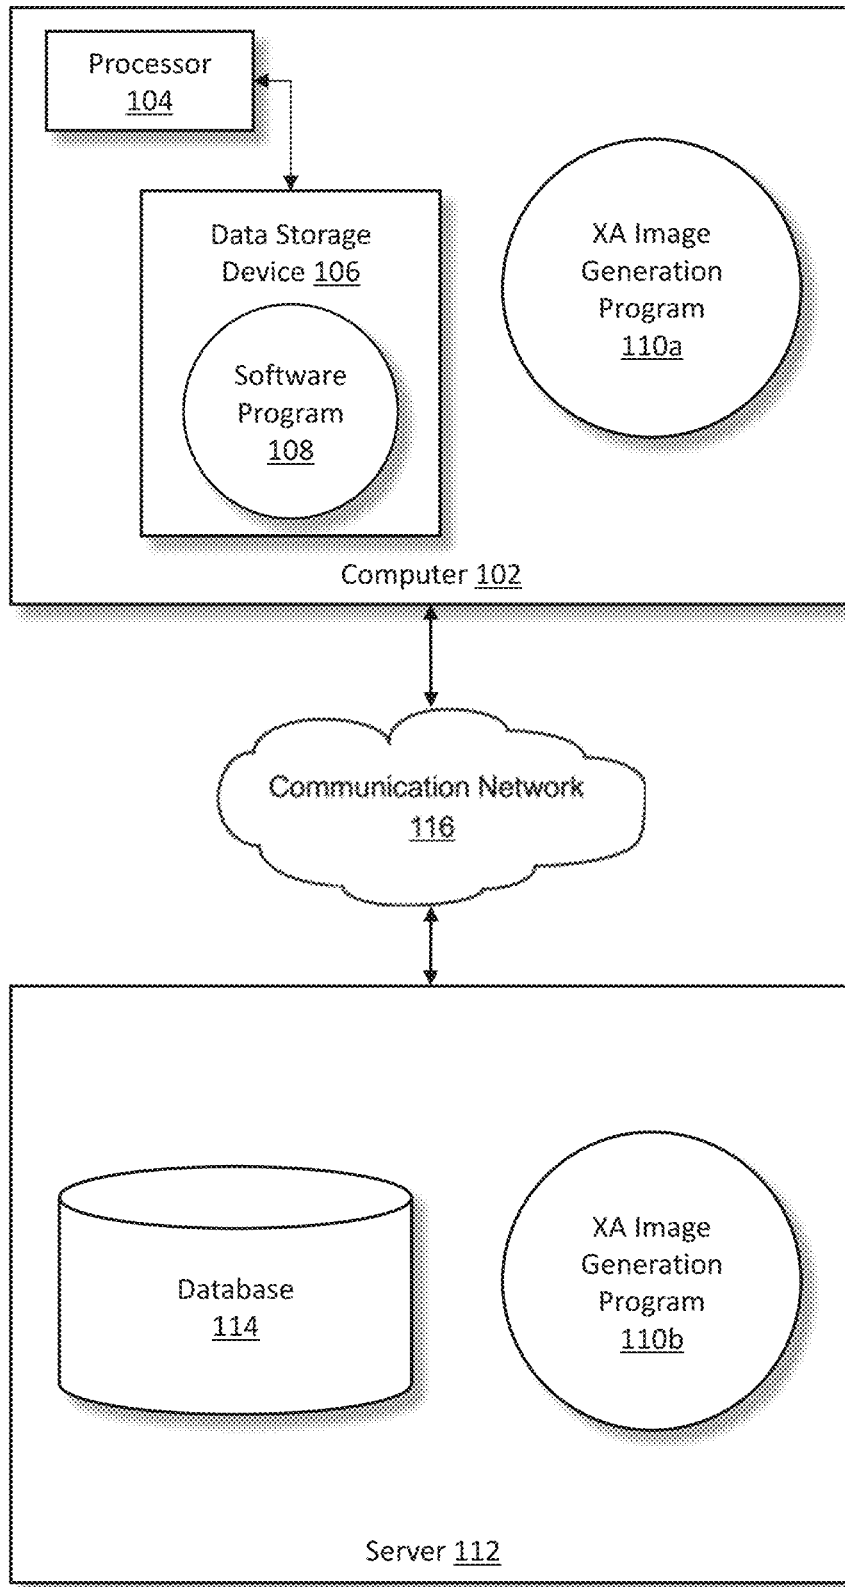 Processor
104
Data Storage
Device 106
Software
Program
108
XA Image
Generation
Program
110a
Computer 102
Communication Network
116
Database
114
XA Image
Generation
Program
110b
Server 112